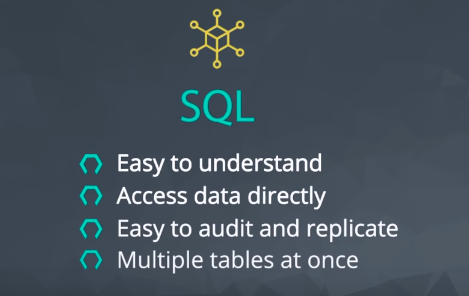 SQL
Easy to understand
Access data directly
Easy to audit and replicate
Multiple tables at once